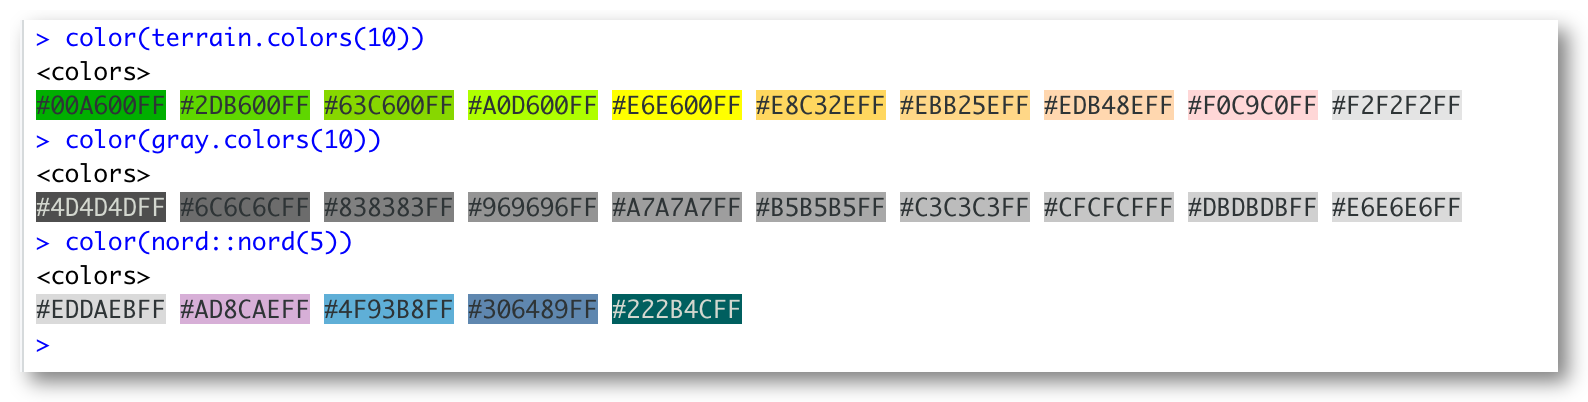 > color(terrain.colors(10))
<colors>
#00A600FF #2DB600FF #63C600FF #A0D600FF #E6E600FF #E8C32EFF #EBB25EFF #EDB48EFF #F0C9C0FF #F2F2F2FF
> color(gray.colors(10))
<colors>
#4D4D4DFF #6C6C6CFF #838383FF #969696FF #A7A7A7FF #B5B5B5FF #C3C3C3FF #CFCFCFFF #DBDBDBFF #E6E6E6FF
> color(nord::nord(5))
<colors>
#EDDAEBFF #AD8CAEFF #4F93B8FF #306489FF #222B4CFF
>